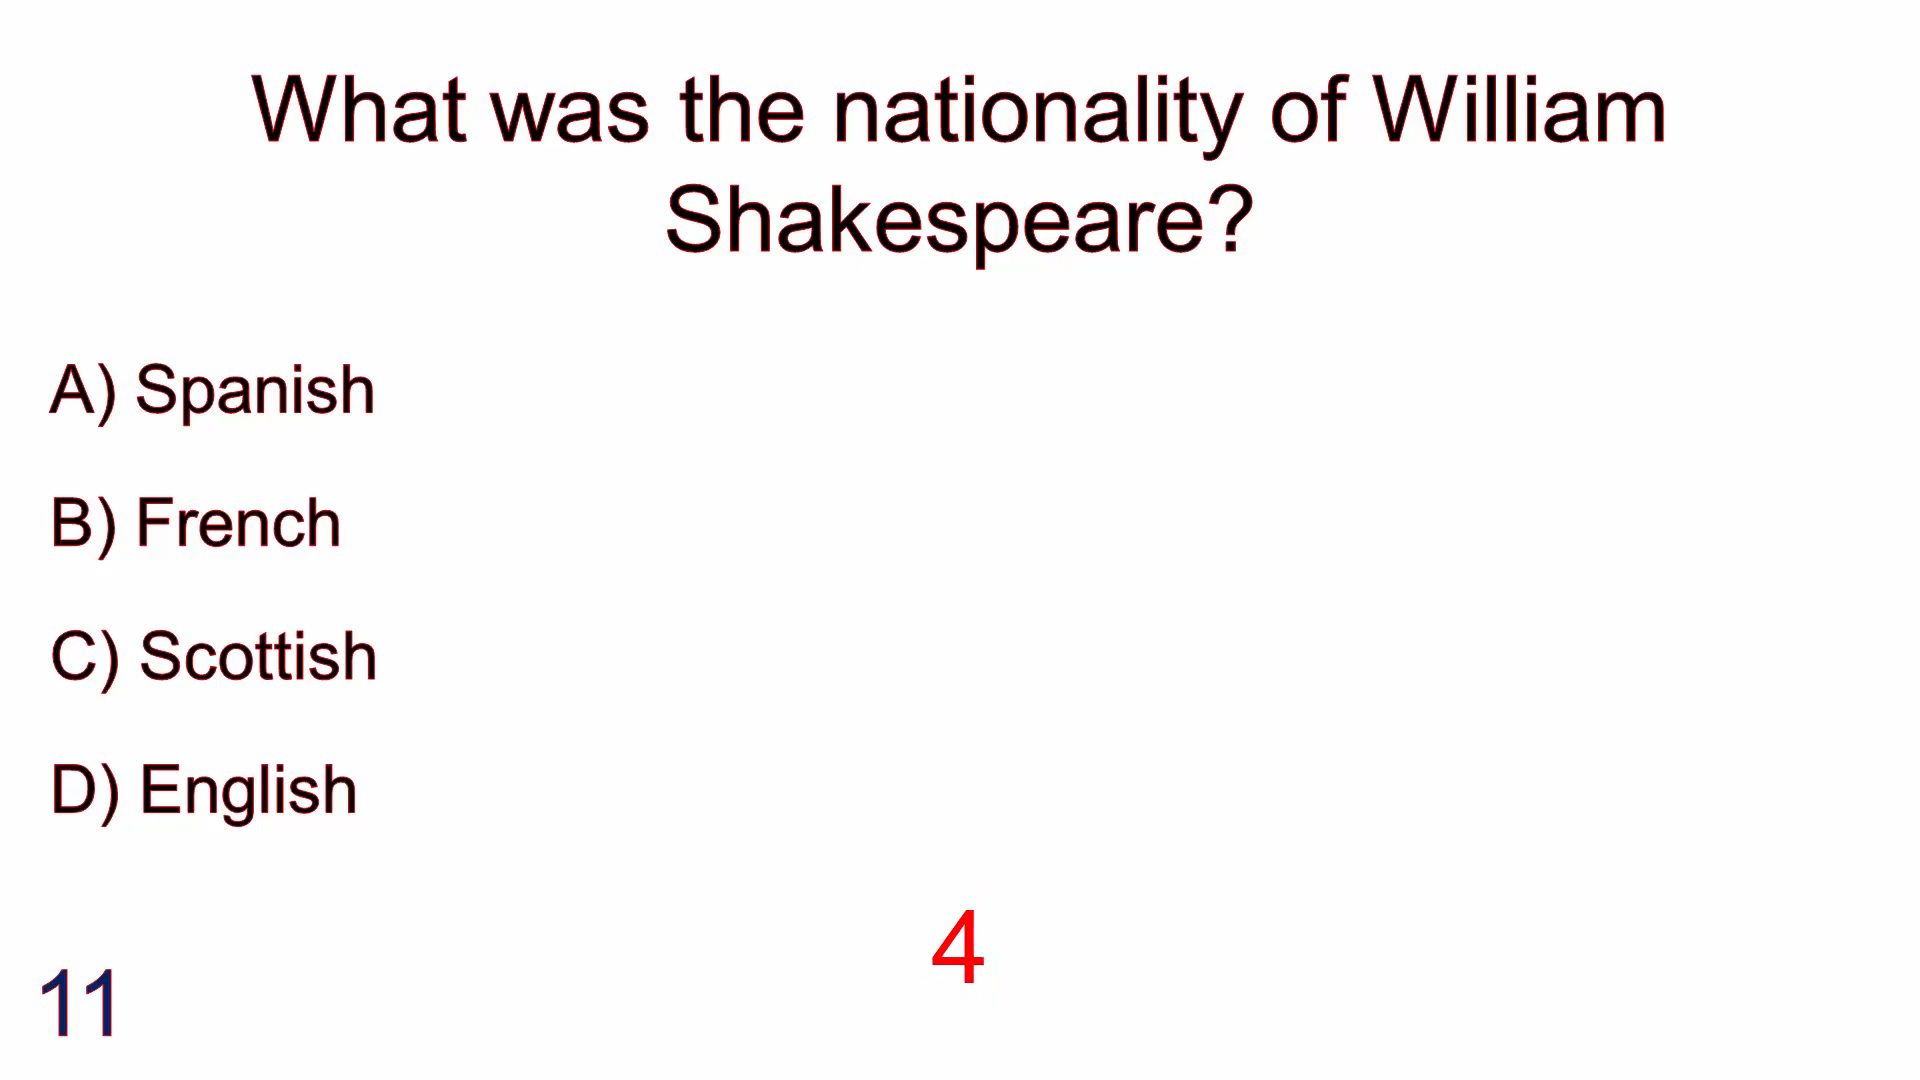 What was the nationality of William
Shakespeare?
A) Spanish
B) French
C) Scottish
D) English
4
11